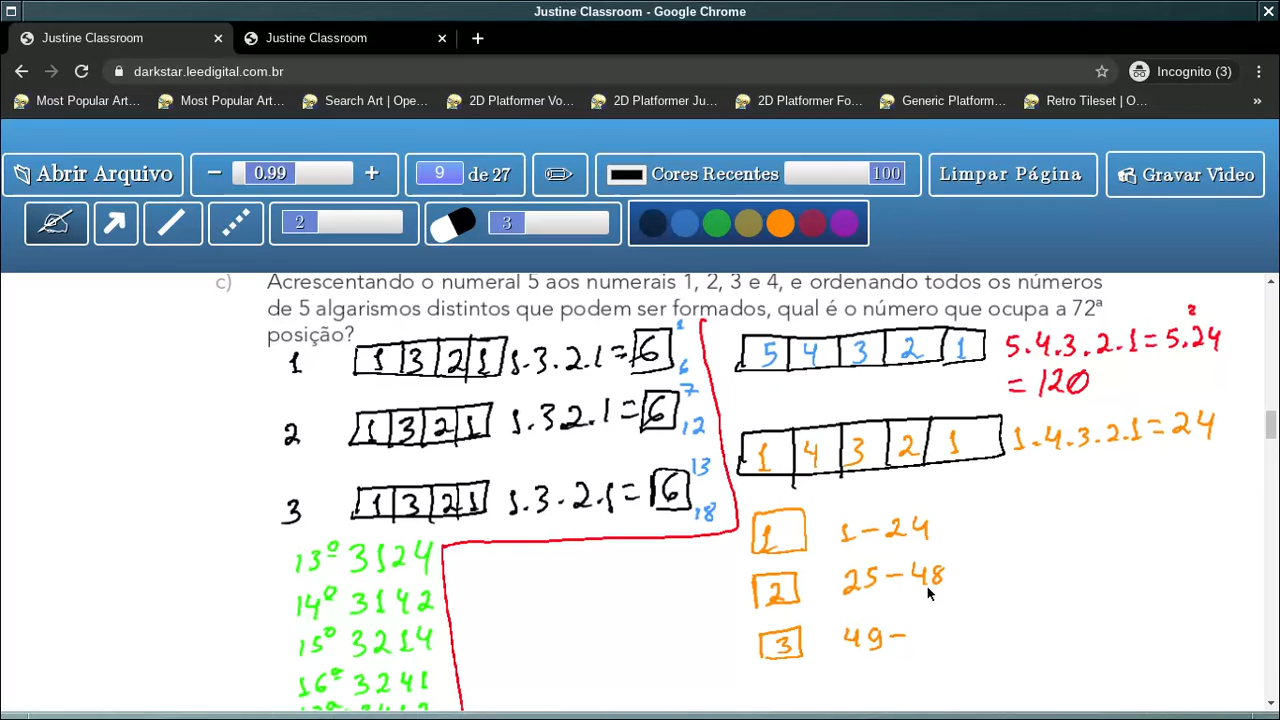 Justine Classroom - Google Chrome
Justine Classroom
Justine Classroom
darkstar.leedigital.com.br
Incognito (3)
Most Popular Art...
Most Popular Art...
Search Art | Ope...
2D Platformer Vo...
2D Platformer Ju...
2D Platformer Fo...
Generic Platform...
Retro Tileset | O...
Abrir Arquivo
0.99
9 de 27
Cores Recentes
100
Limpar Página
Gravar Video
2
3
c) Acrescentando o numeral 5 aos numerais 1, 2, 3 e 4, e ordenando todos os números
de 5 algarismos distintos que podem ser formados, qual é o número que ocupa a 72ª
posição?
1 1 3 2 1 1.3.2.1=6 1 6
2 1 3 2 1 1.3.2.1=6 7 12
3 1 3 2 1 1.3.2.1=6 13 18
13º 3124
14º 3142
15º 3214
16º 3241
5 4 3 2 1 5.4.3.2.1=5.24
=120
1 4 3 2 1 1.4.3.2.1=24
1 1-24
2 25-48
3 49-